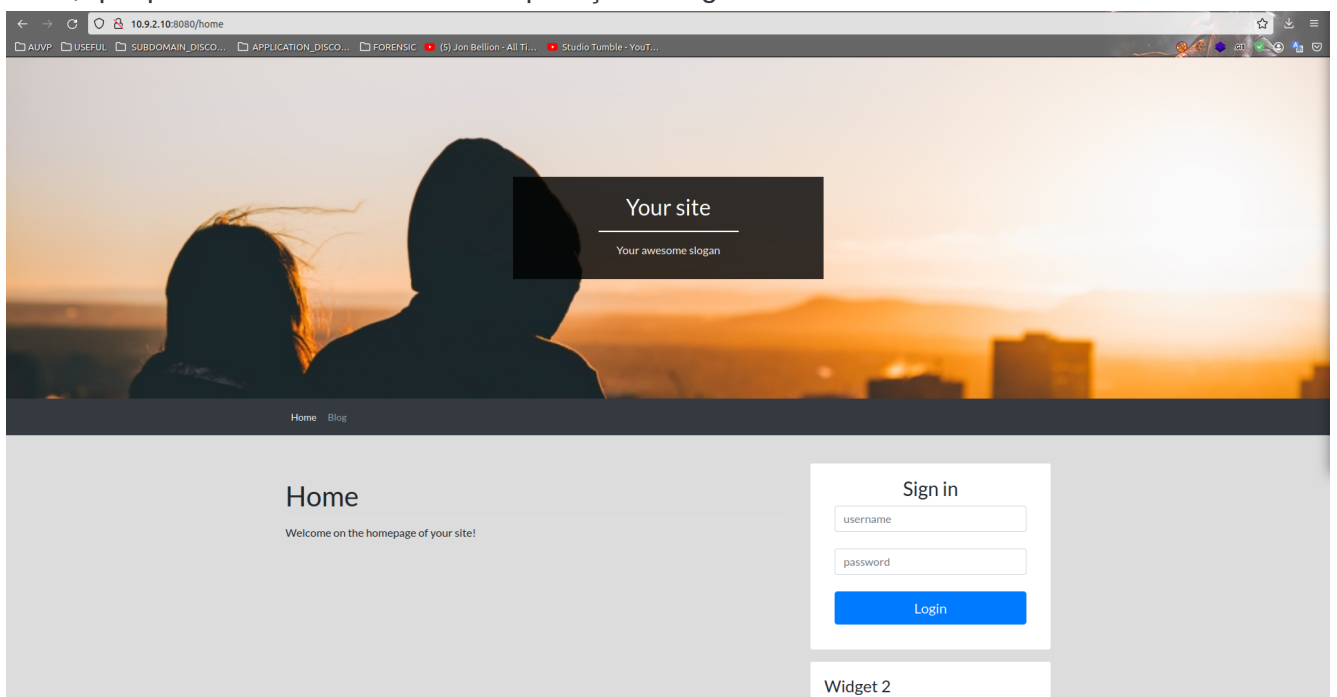 10.9.2.10:8080/home
AUVP USEFUL SUBDOMAIN_DISCO... APPLICATION_DISCO... FORENSIC (5) Jon Bellion - All Ti... Studio Tumble - YouT...
Your site
Your awesome slogan
Home Blog
Home
Welcome on the homepage of your site!
Sign in
username
password
Login
Widget 2